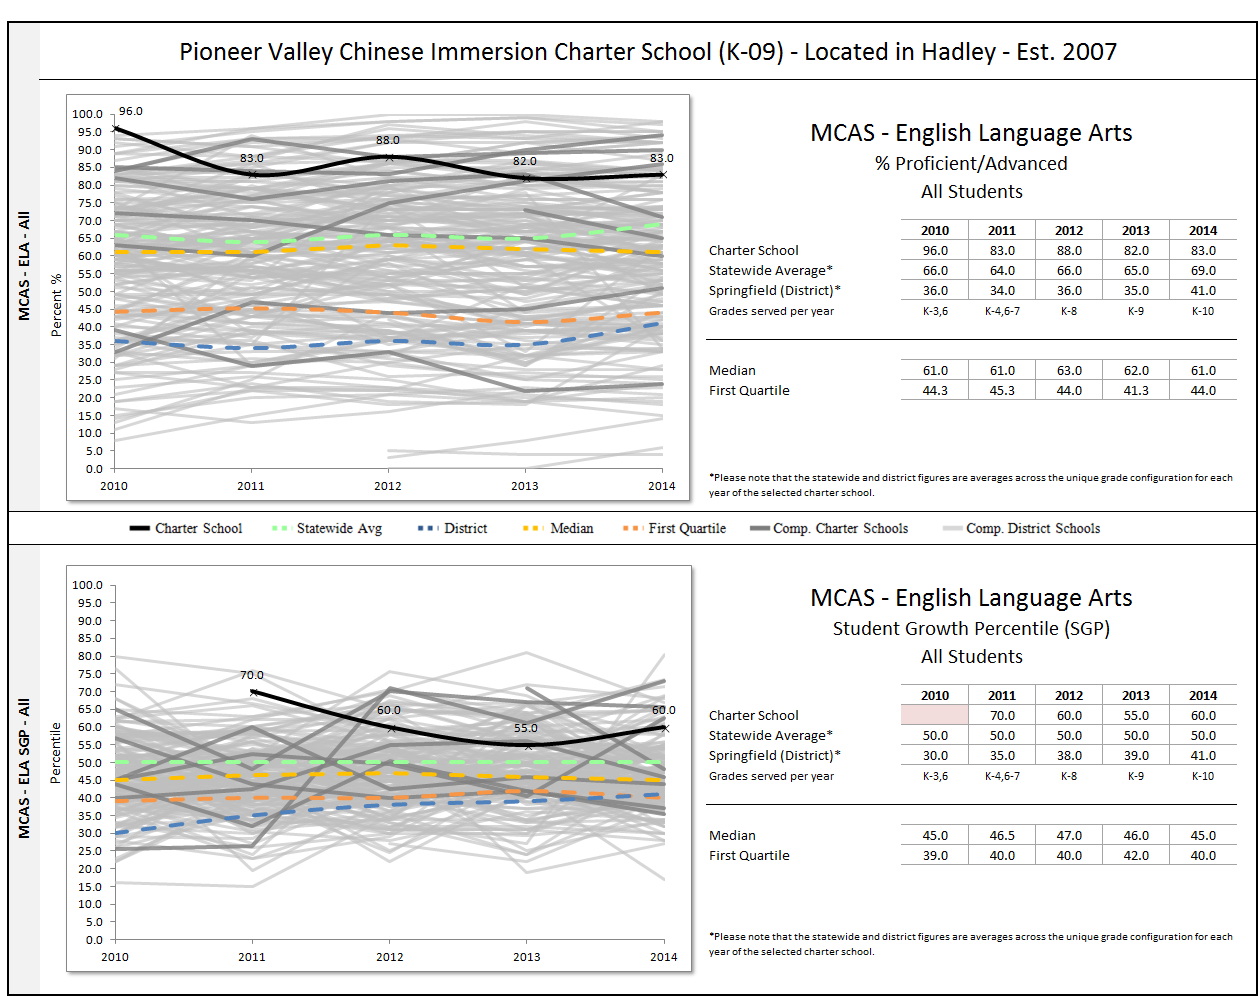 Pioneer Valley Chinese Immersion Charter School (K-09) - Located in Hadley - Est. 2007
MCAS - ELA - All
Percent %
100.0
95.0
90.0
85.0
80.0
75.0
70.0
65.0
60.0
55.0
50.0
45.0
40.0
35.0
30.0
25.0
20.0
15.0
10.0
5.0
0.0
96.0
83.0
88.0
82.0
83.0
2010 2011 2012 2013 2014
MCAS - English Language Arts
% Proficient/Advanced
All Students
2010 2011 2012 2013 2014
Charter School 96.0 83.0 88.0 82.0 83.0
Statewide Average* 66.0 64.0 66.0 65.0 69.0
Springfield (District)* 36.0 34.0 36.0 35.0 41.0
Grades served per year K-3,6 K-4,6-7 K-8 K-9 K-10
Median 61.0 61.0 63.0 62.0 61.0
First Quartile 44.3 45.3 44.0 41.3 44.0
*Please note that the statewide and district figures are averages across the unique grade configuration for each
year of the selected charter school.
Charter School Statewide Avg District Median First Quartile Comp. Charter Schools Comp. District Schools
MCAS - ELA SGP - All
Percentile
100.0
95.0
90.0
85.0
80.0
75.0
70.0
65.0
60.0
55.0
50.0
45.0
40.0
35.0
30.0
25.0
20.0
15.0
10.0
5.0
0.0
70.0
60.0
55.0
60.0
2010 2011 2012 2013 2014
MCAS - English Language Arts
Student Growth Percentile (SGP)
All Students
2010 2011 2012 2013 2014
Charter School 70.0 60.0 55.0 60.0
Statewide Average* 50.0 50.0 50.0 50.0 50.0
Springfield (District)* 30.0 35.0 38.0 39.0 41.0
Grades served per year K-3,6 K-4,6-7 K-8 K-9 K-10
Median 45.0 46.5 47.0 46.0 45.0
First Quartile 39.0 40.0 40.0 42.0 40.0
*Please note that the statewide and district figures are averages across the unique grade configuration for each
year of the selected charter school.